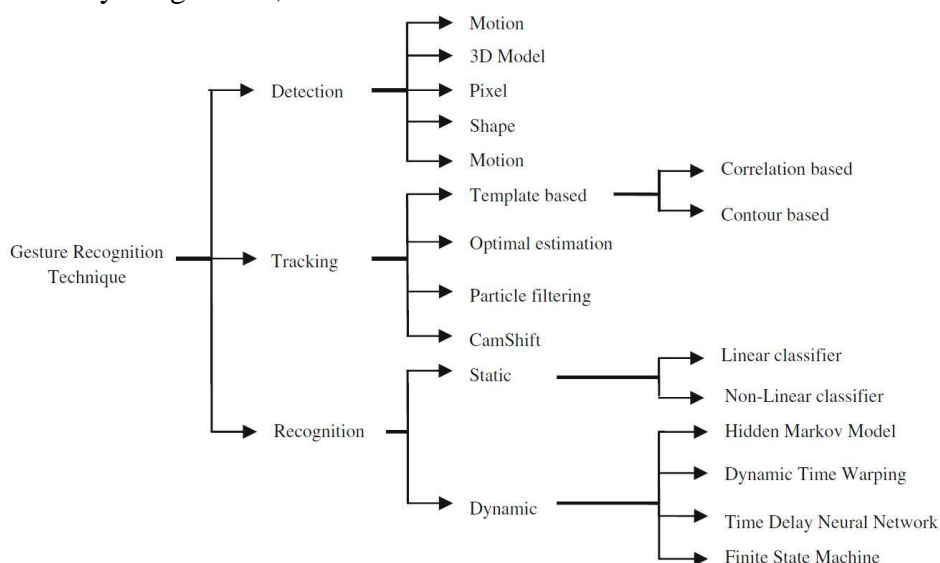 Motion
3D Model
Detection
Pixel
Shape
Motion
Correlation based
Template based
Contour based
Gesture Recognition
Technique
Tracking
Optimal estimation
Particle filtering
CamShift
Linear classifier
Static
Non-Linear classifier
Recognition
Hidden Markov Model
Dynamic Time Warping
Dynamic
Time Delay Neural Network
Finite State Machine